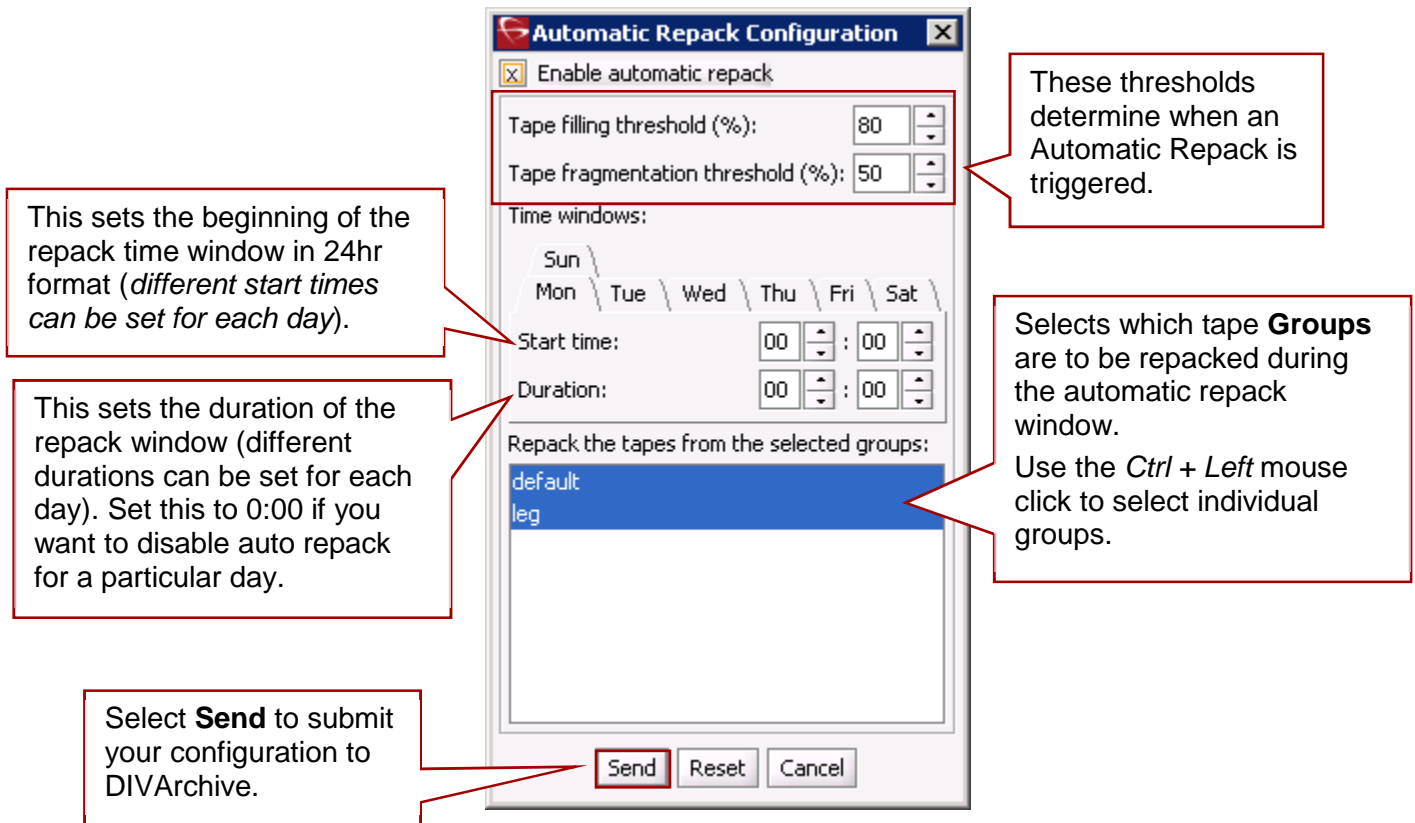 Automatic Repack Configuration
x Enable automatic repack
Tape filling threshold (%): 80
Tape fragmentation threshold (%): 50
These thresholds
determine when an
Automatic Repack is
triggered.
This sets the beginning of the
repack time window in 24hr
format (different start times
can be set for each day).
Time windows:
Sun
Mon Tue Wed Thu Fri Sat
Start time: 00 : 00
Duration: 00 : 00
This sets the duration of the
repack window (different
durations can be set for each
day). Set this to 0:00 if you
want to disable auto repack
for a particular day.
Selects which tape Groups
are to be repacked during
the automatic repack
window.
Use the Ctrl + Left mouse
click to select individual
groups.
Repack the tapes from the selected groups:
default
leg
Select Send to submit
your configuration to
DIVArchive.
Send Reset Cancel